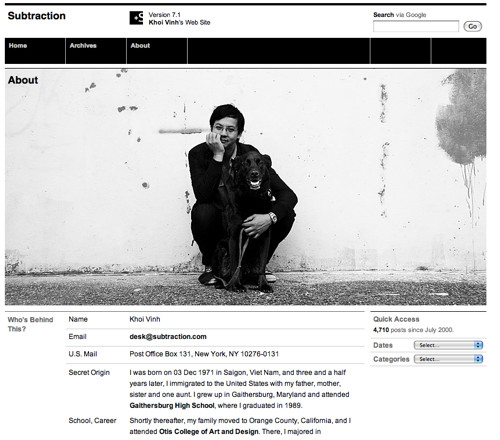 Subtraction
Version 7.1
Khoi Vinh's Web Site
Search via Google
Go
Home
Archives
About
About
Who's Behind
This?
Name
Khoi Vinh
Email
desk@subtraction.com
U.S. Mail
Post Office Box 131, New York, NY 10276-0131
Secret Origin
I was born on 03 Dec 1971 in Saigon, Viet Nam, and three and a half
years later, I immigrated to the United States with my father, mother,
sister and one aunt. I grew up in Gaithersburg, Maryland and attended
Gaithersburg High School, where I graduated in 1989.
School, Career
Shortly thereafter, my family moved to Orange County, California, and I
attended Otis College of Art and Design. There, I majored in
Quick Access
4,710 posts since July 2000.
Dates
Select...
Categories
Select...